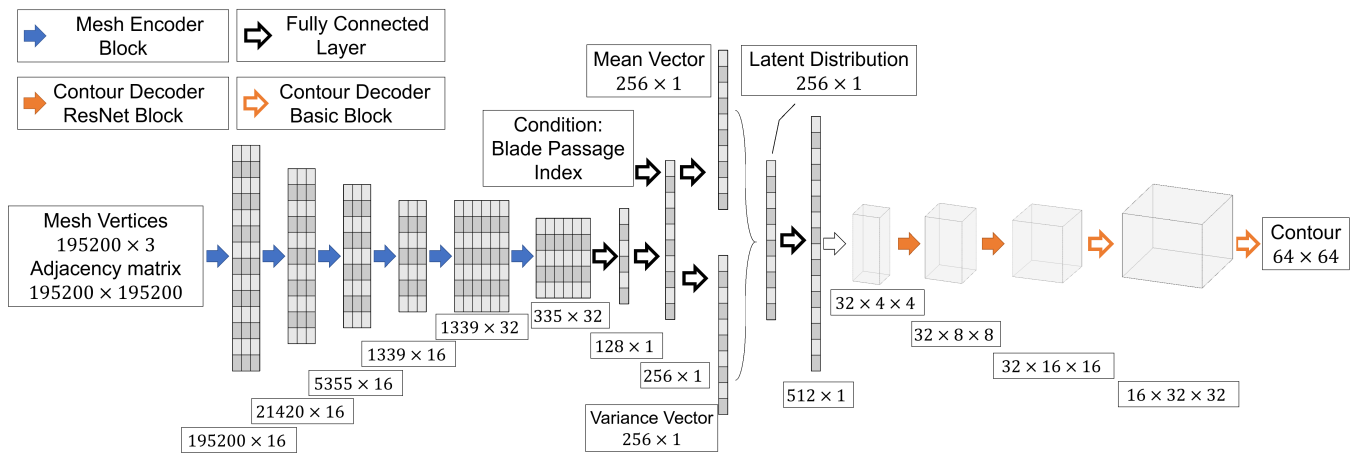 Mesh Encoder
Block
Fully Connected
Layer
Contour Decoder
ResNet Block
Contour Decoder
Basic Block
Mesh Vertices
195200 × 3
Adjacency matrix
195200 × 195200
195200 × 16
21420 × 16
5355 × 16
1339 × 16
1339 × 32
335 × 32
128 × 1
256 × 1
Condition:
Blade Passage
Index
Mean Vector
256 × 1
Variance Vector
256 × 1
Latent Distribution
256 × 1
512 × 1
32 × 4 × 4
32 × 8 × 8
32 × 16 × 16
16 × 32 × 32
Contour
64 × 64